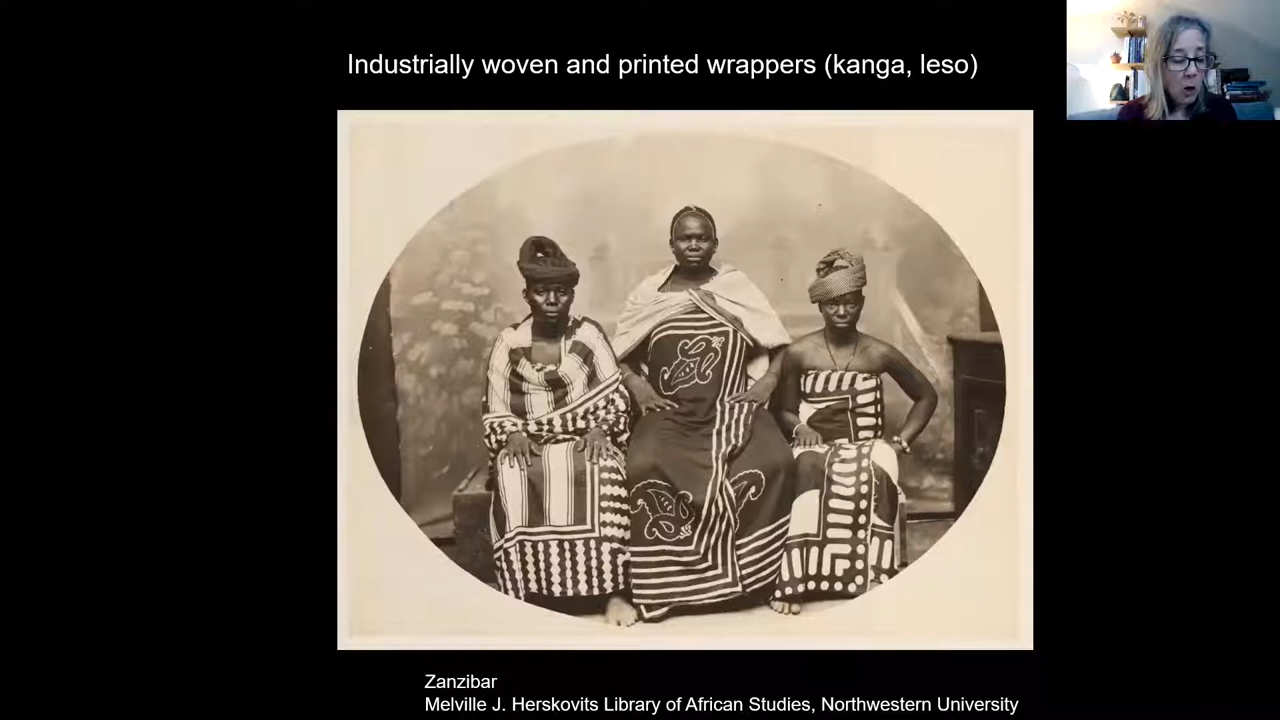 Industrially woven and printed wrappers (kanga, leso)
Zanzibar
Melville J. Herskovits Library of African Studies, Northwestern University